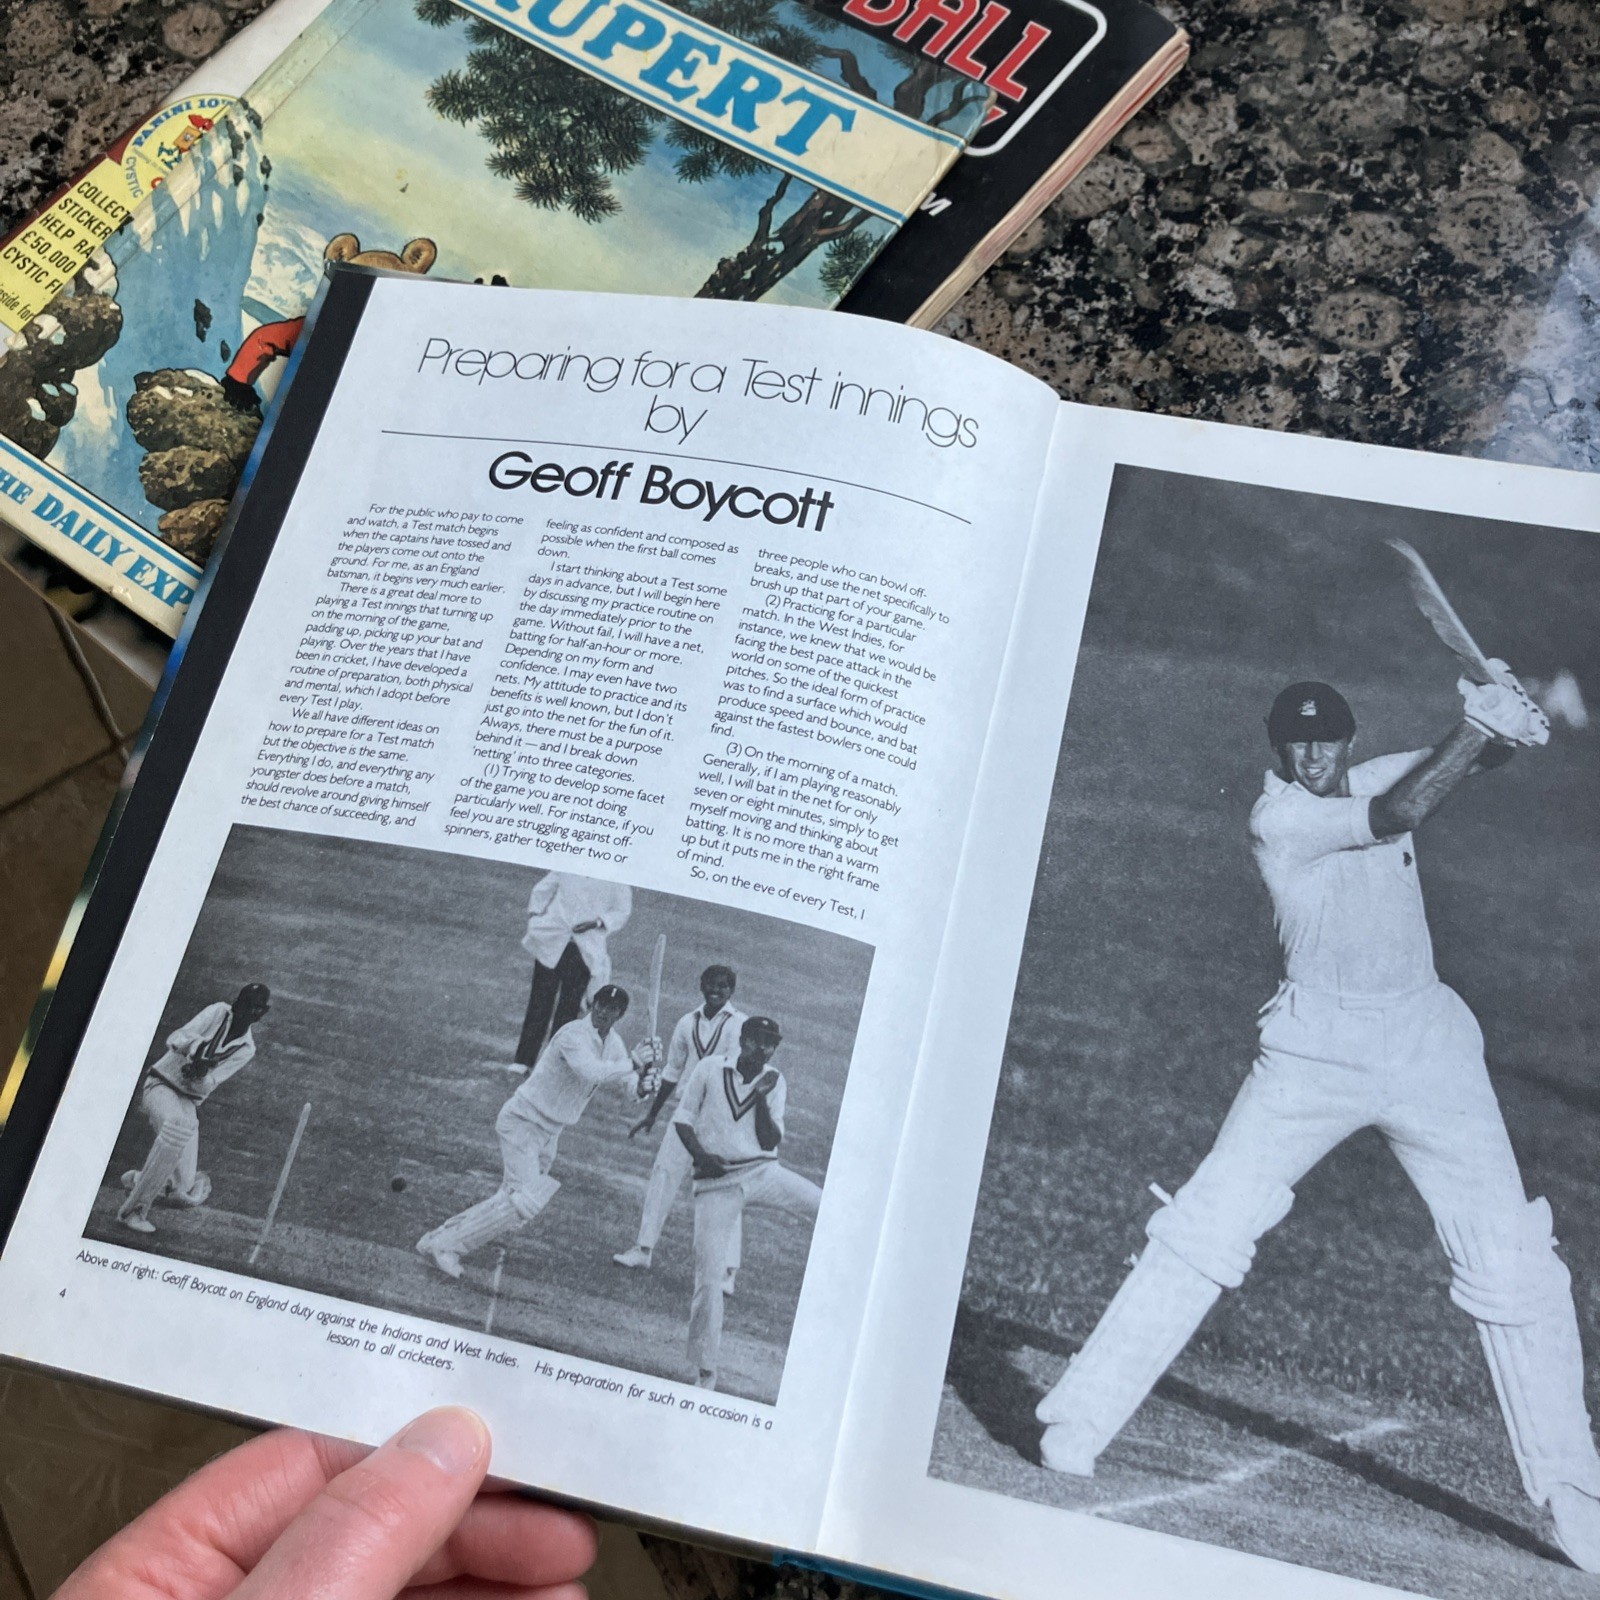 RUPERT
BALL
PANINI 10
CYSTIC
COLLECT
STICKER
HELP RA
£50,000
CYSTIC FI
side for
HE DAILY EXP
M
Preparing for a Test innings
by
Geoff Boycott
For the public who pay to come
and watch, a Test match begins
when the captains have tossed and
the players come out onto the
ground. For me, as an England
batsman, it begins very much earlier.
There is a great deal more to
playing a Test innings that turning up
on the morning of the game,
padding up, picking up your bat and
playing. Over the years that I have
been in cricket, I have developed a
routine of preparation, both physical
and mental, which I adopt before
every Test I play.
We all have different ideas on
how to prepare for a Test match
but the objective is the same.
Everything I do, and everything any
youngster does before a match,
should revolve around giving himself
the best chance of succeeding, and
feeling as confident and composed as
possible when the first ball comes
down.
I start thinking about a Test some
days in advance, but I will begin here
by discussing my practice routine on
the day immediately prior to the
game. Without fail, I will have a net,
batting for half-an-hour or more.
Depending on my form and
confidence. I may even have two
nets. My attitude to practice and its
benefits is well known, but I don't
just go into the net for the fun of it.
Always, there must be a purpose
behind it — and I break down
'netting' into three categories.
(1) Trying to develop some facet
of the game you are not doing
particularly well. For instance, if you
feel you are struggling against off-
spinners, gather together two or
three people who can bowl off-
breaks, and use the net specifically to
brush up that part of your game.
(2) Practicing for a particular
match. In the West Indies, for
instance, we knew that we would be
facing the best pace attack in the
world on some of the quickest
pitches. So the ideal form of practice
was to find a surface which would
produce speed and bounce, and bat
against the fastest bowlers one could
find.
(3) On the morning of a match.
Generally, if I am playing reasonably
well, I will bat in the net for only
seven or eight minutes, simply to get
myself moving and thinking about
batting. It is no more than a warm
up but it puts me in the right frame
of mind.
So, on the eve of every Test, I
Above and right: Geoff Boycott on England duty against the Indians and West Indies. His preparation for such an occasion is a
lesson to all cricketers.
4